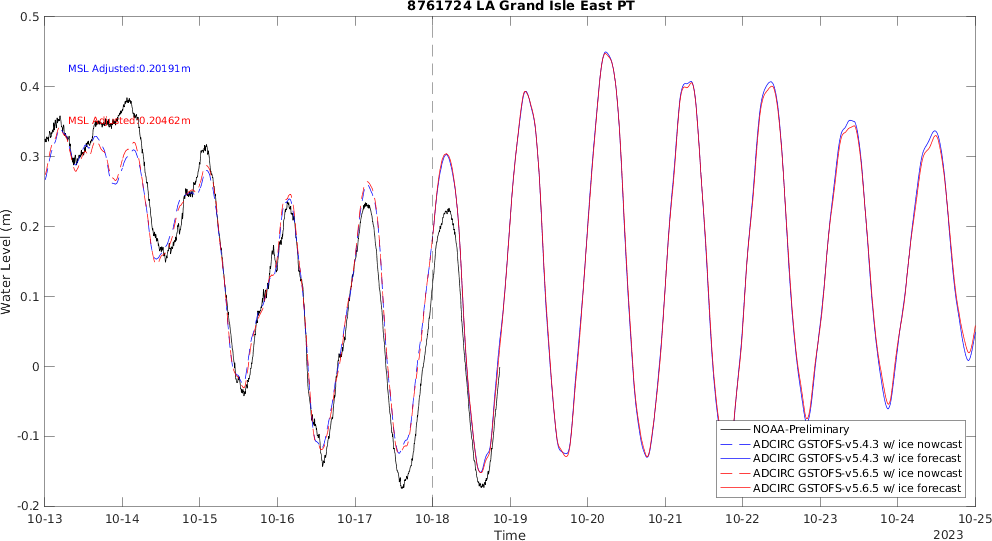 8761724 LA Grand Isle East PT
0.5
0.4
0.3
0.2
0.1
0
-0.1
-0.2
Water Level (m)
MSL Adjusted:0.20191m
MSL Adjusted:0.20462m
NOAA-Preliminary
ADCIRC GSTOFS-v5.4.3 w/ ice nowcast
ADCIRC GSTOFS-v5.4.3 w/ ice forecast
ADCIRC GSTOFS-v5.6.5 w/ ice nowcast
ADCIRC GSTOFS-v5.6.5 w/ ice forecast
10-13 10-14 10-15 10-16 10-17 10-18 10-19 10-20 10-21 10-22 10-23 10-24 10-25
Time
2023